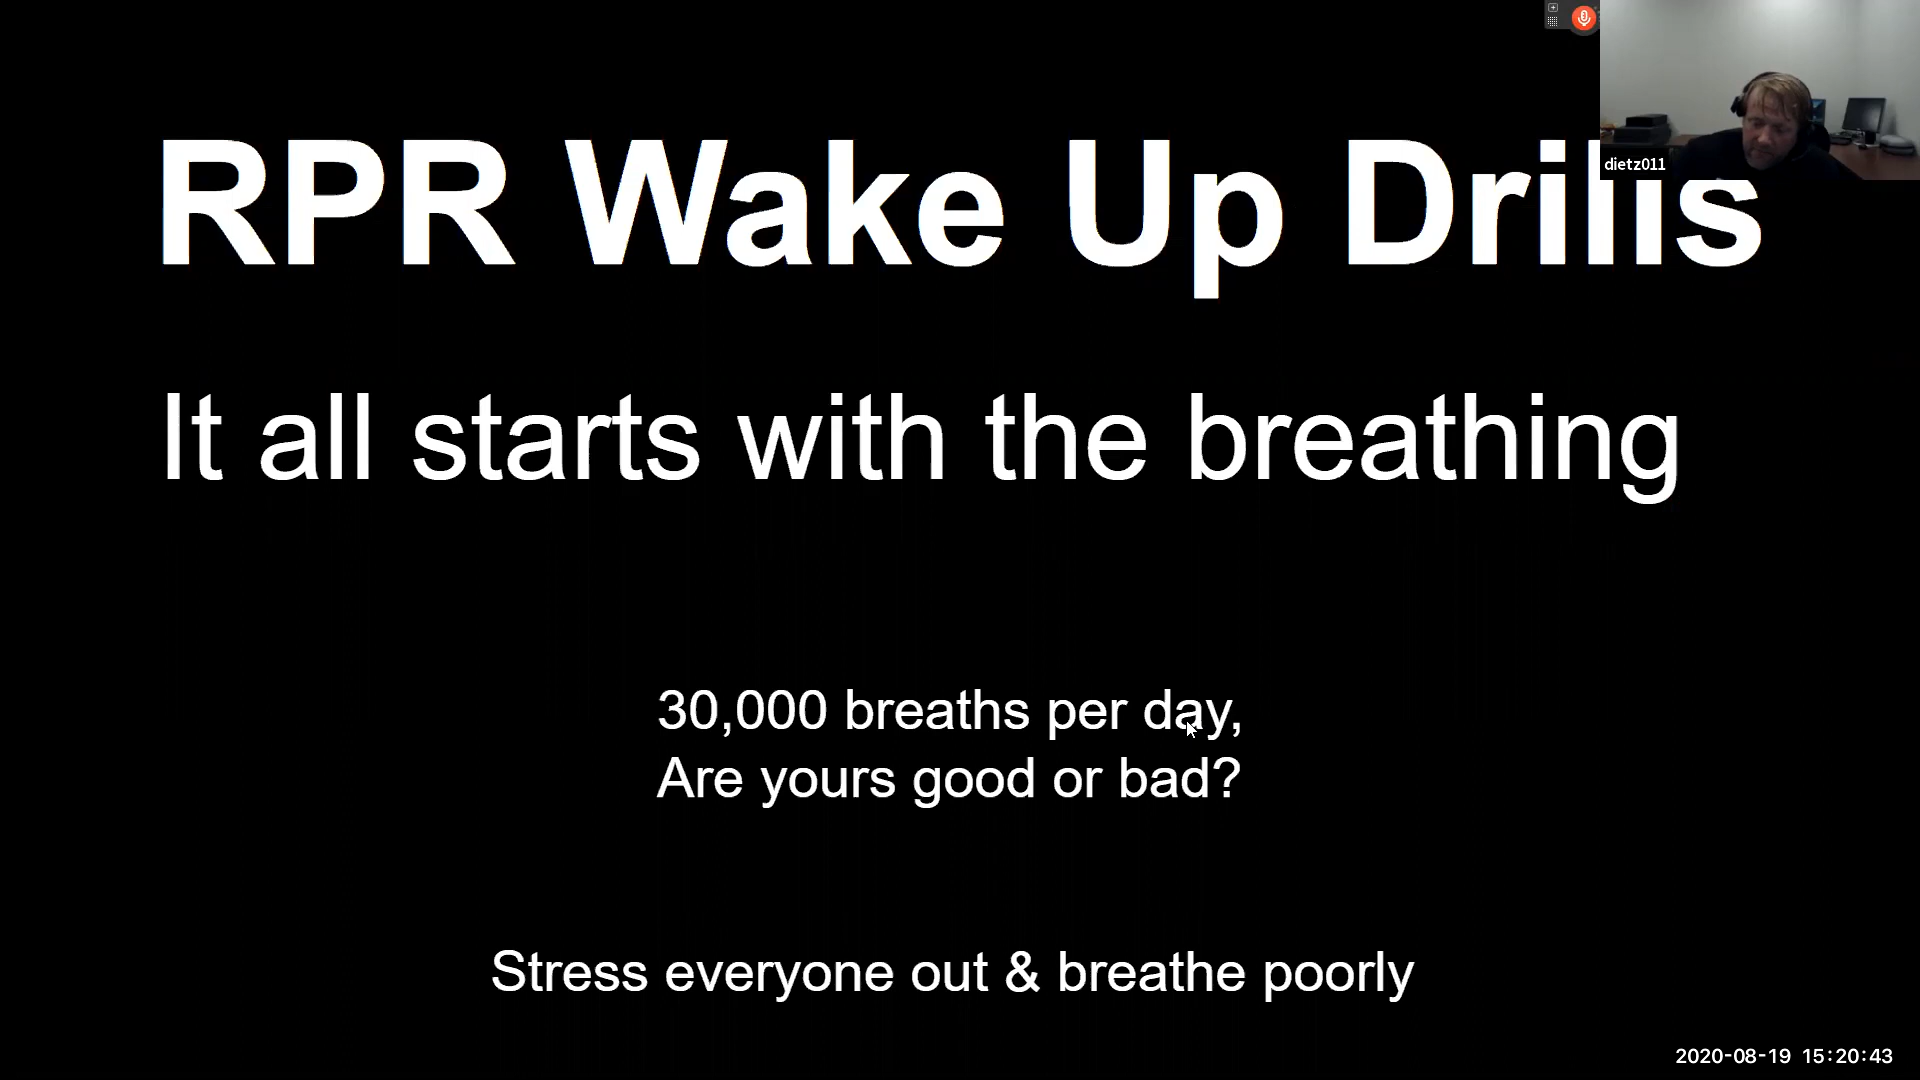 dietz011
RPR Wake Up Drills
It all starts with the breathing
30,000 breaths per day,
Are yours good or bad?
Stress everyone out & breathe poorly
2020-08-19 15:20:43